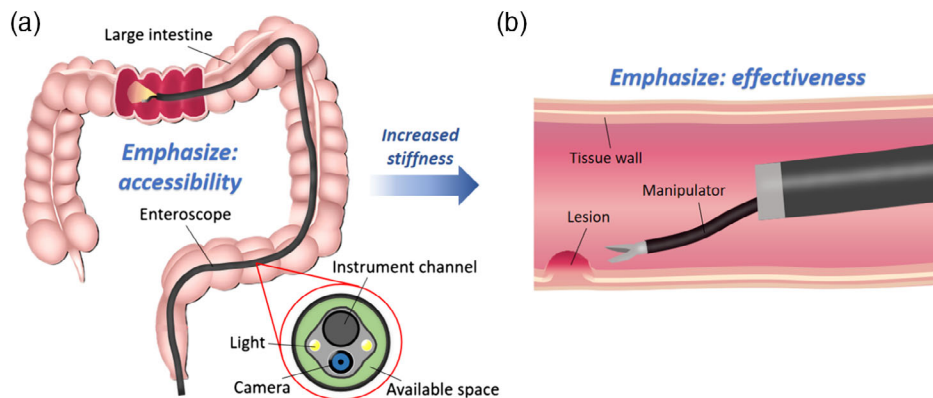 (a)
Large intestine
Emphasize:
accessibility
Enteroscope
Instrument channel
Light
Camera
Available space
Increased
stiffness
(b)
Emphasize: effectiveness
Tissue wall
Manipulator
Lesion